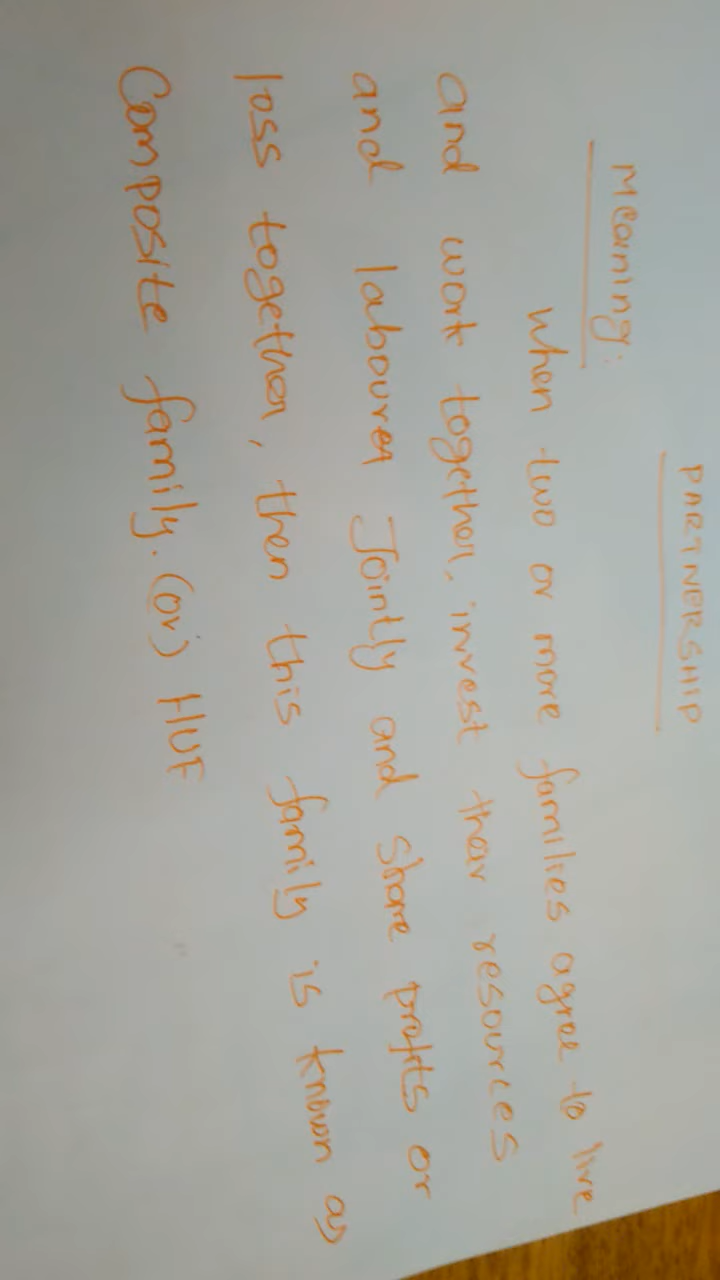 PARTNERSHIP
Meaning:
When two or more families agree to live
and work together, invest their resources
and labourer Jointly and share profits or
loss together, then this family is known as
Composite family. (or) HUF